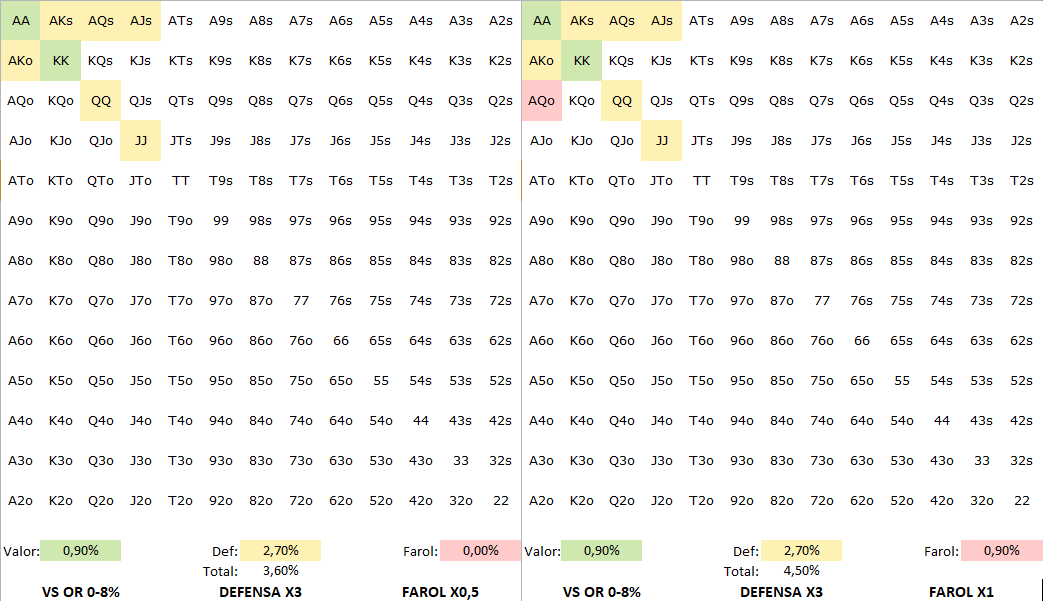 AA AKs AQs AJs ATs A9s A8s A7s A6s A5s A4s A3s A2s AA AKs AQs AJs ATs A9s A8s A7s A6s A5s A4s A3s A2s
AKo KK KQs KJs KTs K9s K8s K7s K6s K5s K4s K3s K2s AKo KK KQs KJs KTs K9s K8s K7s K6s K5s K4s K3s K2s
AQo KQo QQ QJs QTs Q9s Q8s Q7s Q6s Q5s Q4s Q3s Q2s AQo KQo QQ QJs QTs Q9s Q8s Q7s Q6s Q5s Q4s Q3s Q2s
AJo KJo QJo JJ JTs J9s J8s J7s J6s J5s J4s J3s J2s AJo KJo QJo JJ JTs J9s J8s J7s J6s J5s J4s J3s J2s
ATo KTo QTo JTo TT T9s T8s T7s T6s T5s T4s T3s T2s ATo KTo QTo JTo TT T9s T8s T7s T6s T5s T4s T3s T2s
A9o K9o Q9o J9o T9o 99 98s 97s 96s 95s 94s 93s 92s A9o K9o Q9o J9o T9o 99 98s 97s 96s 95s 94s 93s 92s
A8o K8o Q8o J8o T8o 98o 88 87s 86s 85s 84s 83s 82s A8o K8o Q8o J8o T8o 98o 88 87s 86s 85s 84s 83s 82s
A7o K7o Q7o J7o T7o 97o 87o 77 76s 75s 74s 73s 72s A7o K7o Q7o J7o T7o 97o 87o 77 76s 75s 74s 73s 72s
A6o K6o Q6o J6o T6o 96o 86o 76o 66 65s 64s 63s 62s A6o K6o Q6o J6o T6o 96o 86o 76o 66 65s 64s 63s 62s
A5o K5o Q5o J5o T5o 95o 85o 75o 65o 55 54s 53s 52s A5o K5o Q5o J5o T5o 95o 85o 75o 65o 55 54s 53s 52s
A4o K4o Q4o J4o T4o 94o 84o 74o 64o 54o 44 43s 42s A4o K4o Q4o J4o T4o 94o 84o 74o 64o 54o 44 43s 42s
A3o K3o Q3o J3o T3o 93o 83o 73o 63o 53o 43o 33 32s A3o K3o Q3o J3o T3o 93o 83o 73o 63o 53o 43o 33 32s
A2o K2o Q2o J2o T2o 92o 82o 72o 62o 52o 42o 32o 22 A2o K2o Q2o J2o T2o 92o 82o 72o 62o 52o 42o 32o 22
Valor: 0,90% Def: 2,70% Farol: 0,00% Valor: 0,90% Def: 2,70% Farol: 0,90%
Total: 3,60% Total: 4,50%
VS OR 0-8% DEFENSA X3 FAROL X0,5 VS OR 0-8% DEFENSA X3 FAROL X1